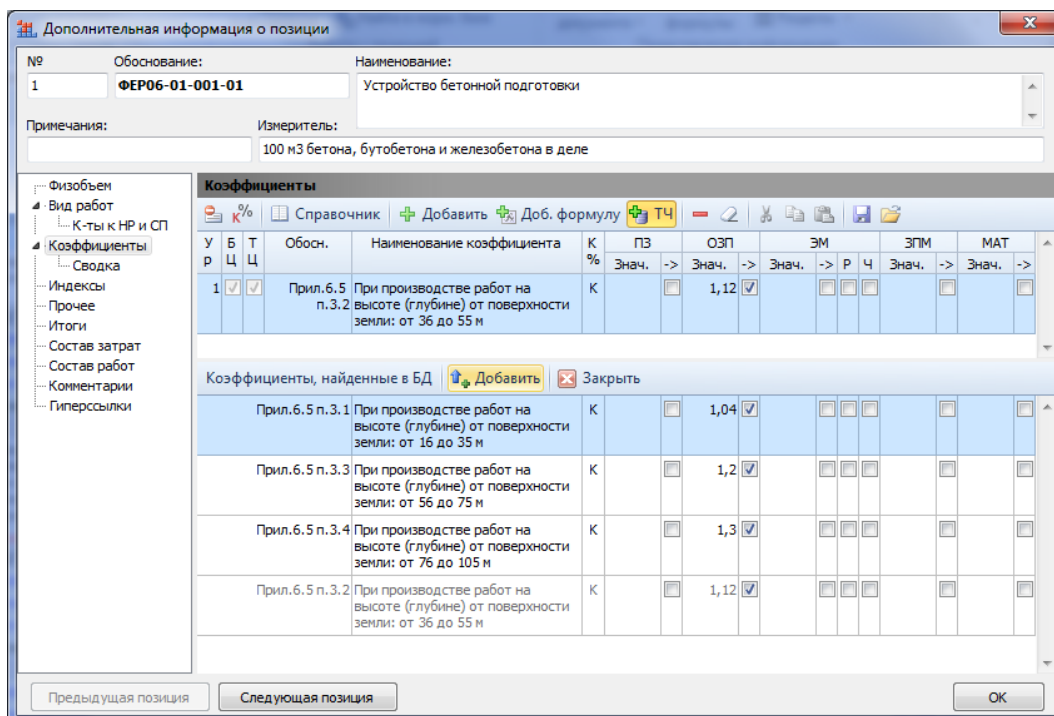 Дополнительная информация о позиции
№ Обоснование: Наименование:
1 ФЕР06-01-001-01 Устройство бетонной подготовки
Примечания: Измеритель:
100 м3 бетона, бутобетона и железобетона в деле
Физобъем
Вид работ
К-ты к НР и СП
Коэффициенты
Сводка
Индексы
Прочее
Итоги
Состав затрат
Состав работ
Комментарии
Гиперссылки
Коэффициенты
К% Справочник Добавить Доб. формулу ТЧ
У Б Т Обосн. Наименование коэффициента К ПЗ ОЗП ЭМ ЗПМ МАТ
р Ц Ц % Знач. -> Знач. -> Знач. -> Р Ч Знач. -> Знач. ->
1 Прил.6.5 При производстве работ на К 1,12
п.3.2 высоте (глубине) от поверхности
земли: от 36 до 55 м
Коэффициенты, найденные в БД Добавить Закрыть
Прил.6.5 п.3.1 При производстве работ на К 1,04
высоте (глубине) от поверхности
земли: от 16 до 35 м
Прил.6.5 п.3.3 При производстве работ на К 1,2
высоте (глубине) от поверхности
земли: от 56 до 75 м
Прил.6.5 п.3.4 При производстве работ на К 1,3
высоте (глубине) от поверхности
земли: от 76 до 105 м
Прил.6.5 п.3.2 При производстве работ на К 1,12
высоте (глубине) от поверхности
земли: от 36 до 55 м
Предыдущая позиция Следующая позиция ОК